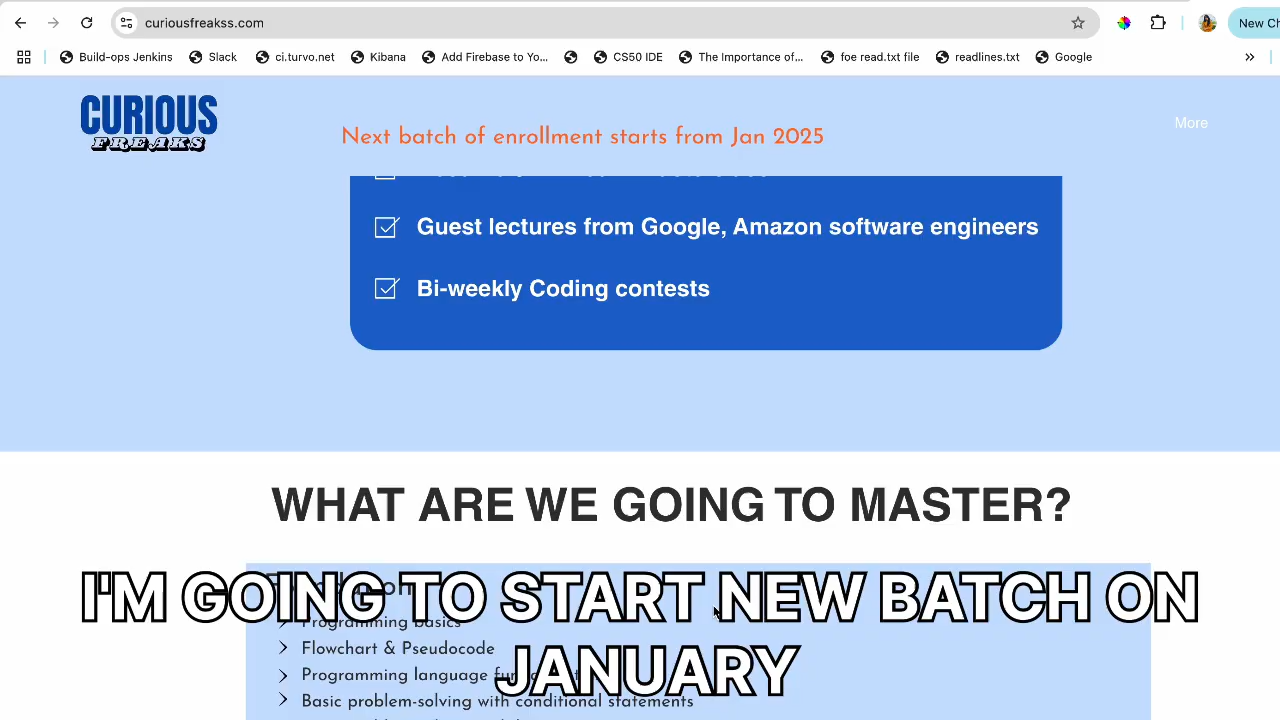 curiousfreakss.com
New Ch
Build-ops Jenkins Slack ci.turvo.net Kibana Add Firebase to Yo... CS50 IDE The Importance of... foe read.txt file readlines.txt Google
CURIOUS
FREAKS
Next batch of enrollment starts from Jan 2025
More
Guest lectures from Google, Amazon software engineers
Bi-weekly Coding contests
WHAT ARE WE GOING TO MASTER?
I'M GOING TO START NEW BATCH ON
JANUARY
Programming basics
Flowchart & Pseudocode
Programming language
Basic problem-solving with conditional statements